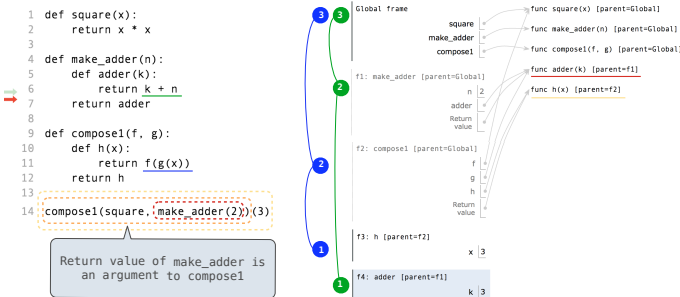 1 def square(x):
2 return x * x
3
4 def make_adder(n):
5 def adder(k):
6 return k + n
7 return adder
8
9 def compose1(f, g):
10 def h(x):
11 return f(g(x))
12 return h
13
14 compose1(square, make_adder(2))(3)
Return value of make_adder is
an argument to compose1
3
3
2
2
1
1
Global frame
square
make_adder
compose1
f1: make_adder [parent=Global]
n 2
adder
Return
value
f2: compose1 [parent=Global]
f
g
h
Return
value
f3: h [parent=f2]
x 3
f4: adder [parent=f1]
k 3
func square(x) [parent=Global]
func make_adder(n) [parent=Global]
func compose1(f, g) [parent=Global]
func adder(k) [parent=f1]
func h(x) [parent=f2]